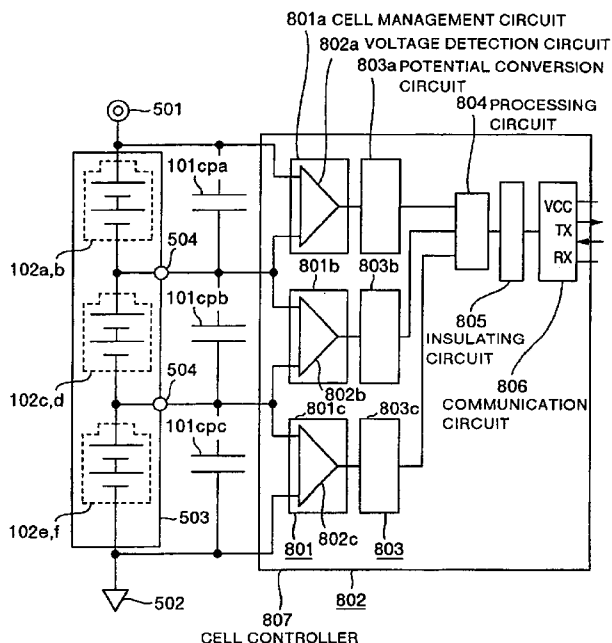 801a CELL MANAGEMENT CIRCUIT
802a VOLTAGE DETECTION CIRCUIT
803a POTENTIAL CONVERSION
CIRCUIT
804 PROCESSING
CIRCUIT
501
101cpa
VCC
TX
RX
504
102a,b
801b
803b
101cpb
805
INSULATING
CIRCUIT
504
802b
806
COMMUNICATION
CIRCUIT
102c,d
801c
803c
101cpc
102e,f
503
801
802c
803
502
807
802
CELL CONTROLLER